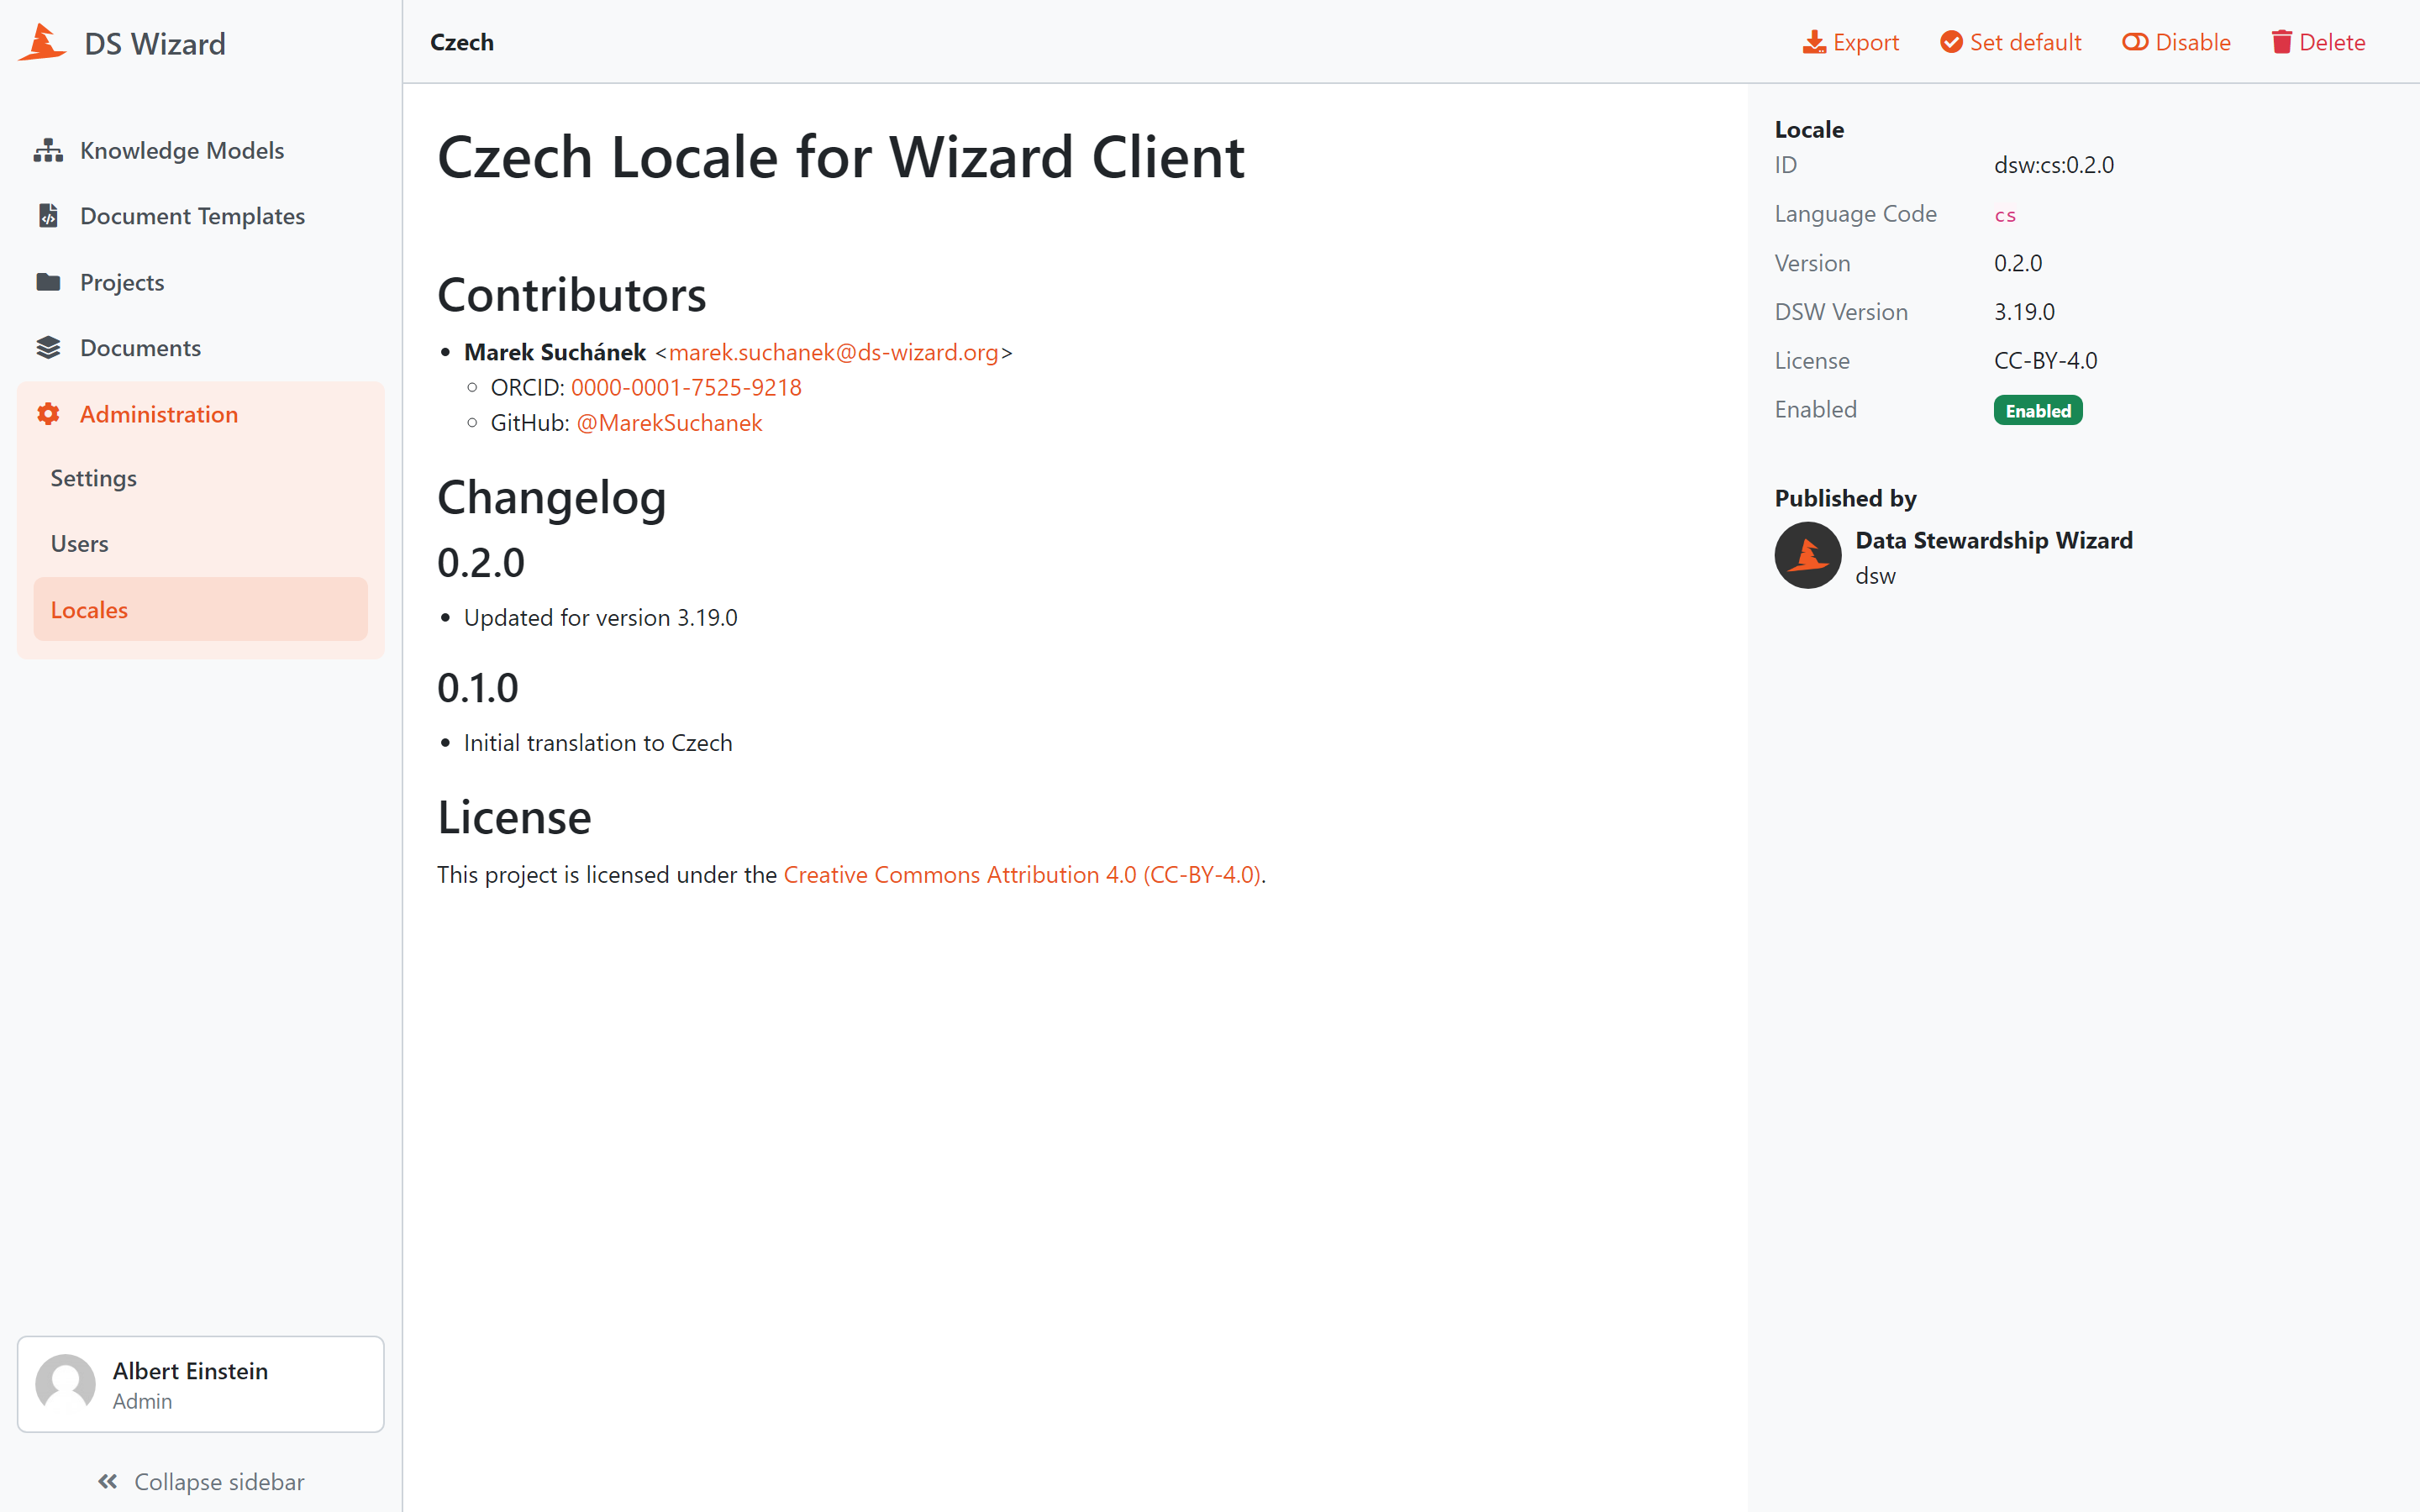 DS Wizard
Knowledge Models
Document Templates
Projects
Documents
Administration
Settings
Users
Locales
Albert Einstein
Admin
Collapse sidebar
Czech
Export
Set default
Disable
Delete
Czech Locale for Wizard Client
Contributors
Marek Suchánek <marek.suchanek@ds-wizard.org>
ORCID: 0000-0001-7525-9218
GitHub: @MarekSuchanek
Changelog
0.2.0
Updated for version 3.19.0
0.1.0
Initial translation to Czech
License
This project is licensed under the Creative Commons Attribution 4.0 (CC-BY-4.0).
Locale
ID dsw:cs:0.2.0
Language Code cs
Version 0.2.0
DSW Version 3.19.0
License CC-BY-4.0
Enabled Enabled
Published by
Data Stewardship Wizard
dsw